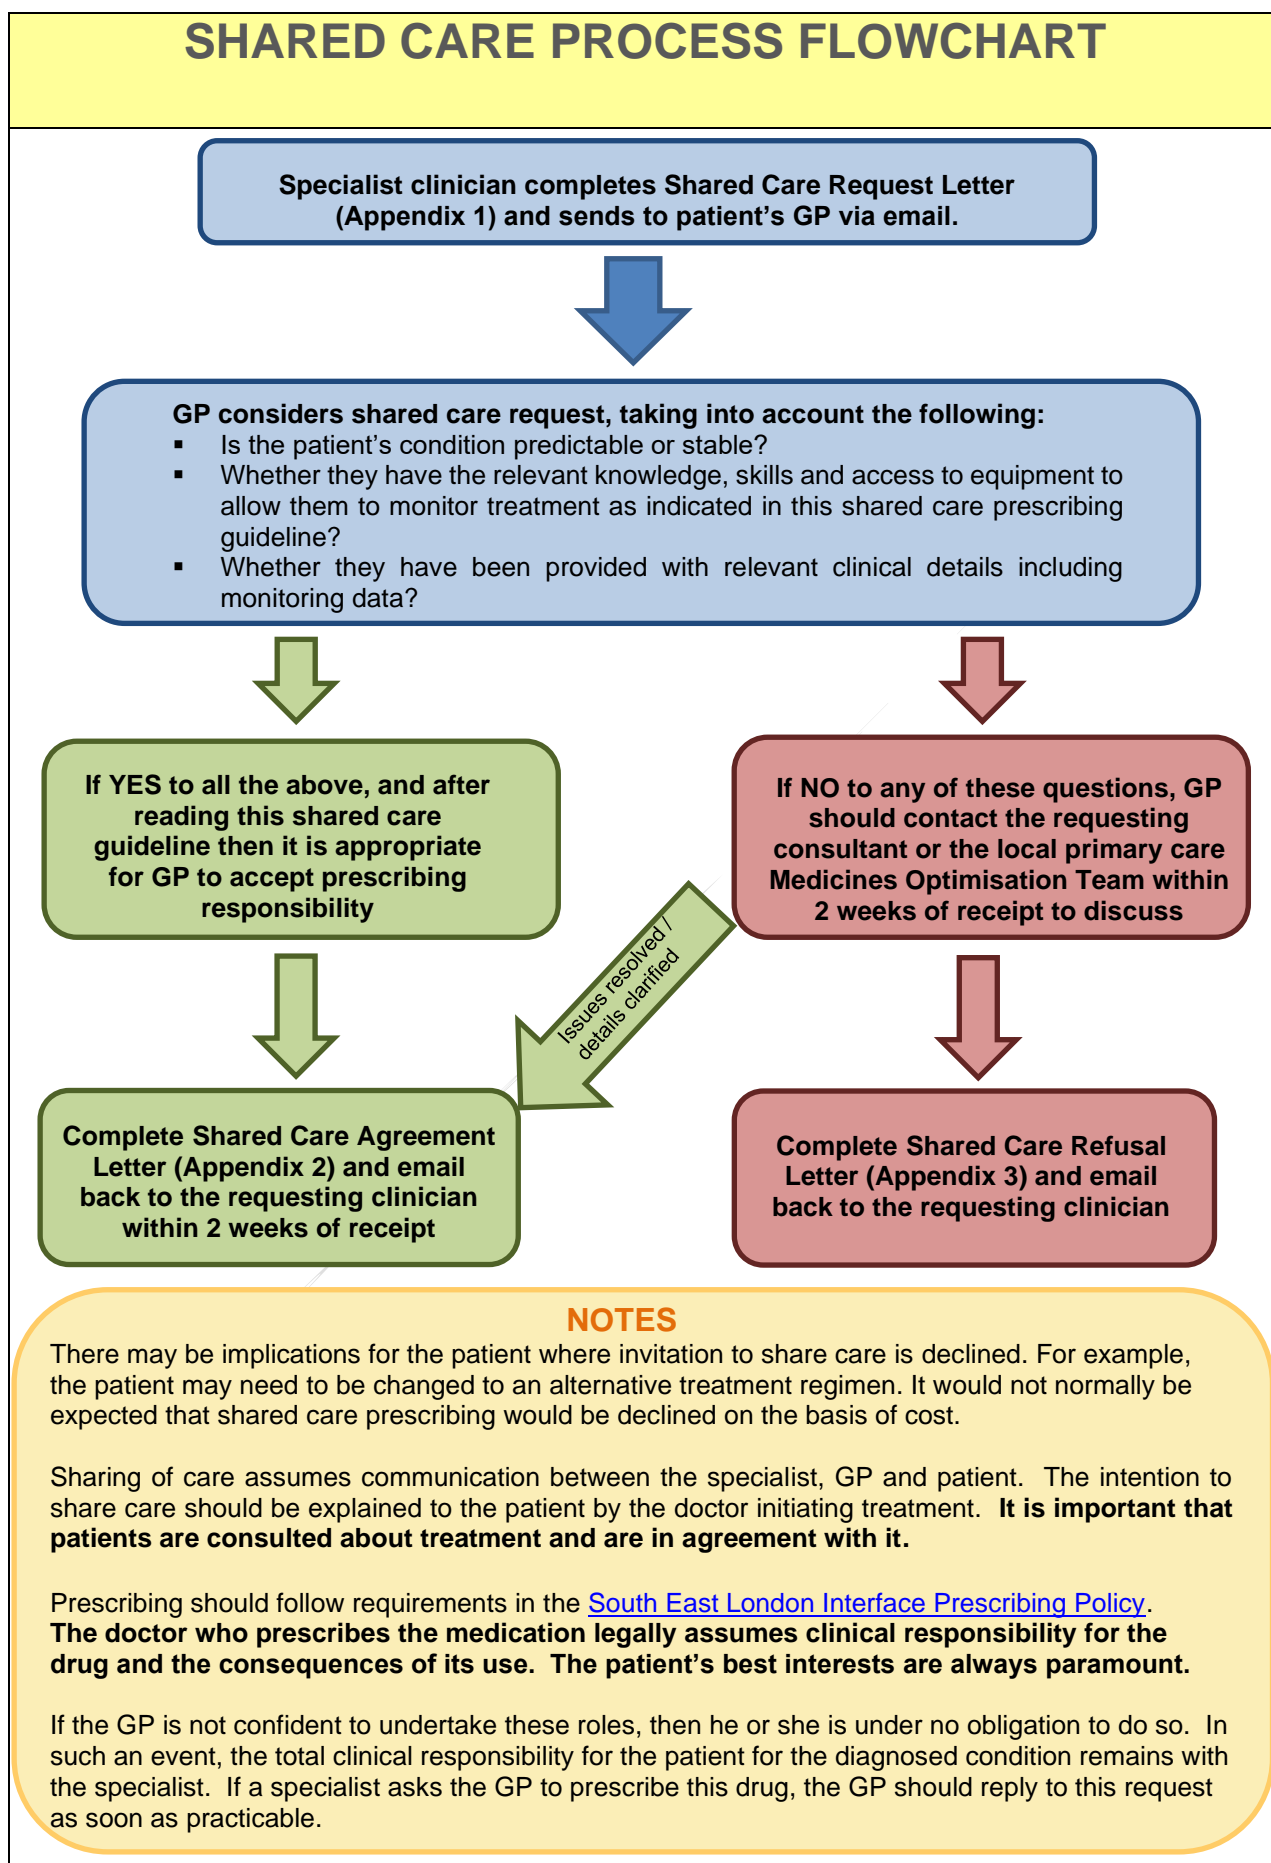 SHARED CARE PROCESS FLOWCHART
Specialist clinician completes Shared Care Request Letter
(Appendix 1) and sends to patient’s GP via email.
GP considers shared care request, taking into account the following:
▪ Is the patient’s condition predictable or stable?
▪ Whether they have the relevant knowledge, skills and access to equipment to
allow them to monitor treatment as indicated in this shared care prescribing
guideline?
▪ Whether they have been provided with relevant clinical details including
monitoring data?
If YES to all the above, and after
reading this shared care
guideline then it is appropriate
for GP to accept prescribing
responsibility
If NO to any of these questions, GP
should contact the requesting
consultant or the local primary care
Medicines Optimisation Team within
2 weeks of receipt to discuss
Issues resolved /
details clarified
Complete Shared Care Agreement
Letter (Appendix 2) and email
back to the requesting clinician
within 2 weeks of receipt
Complete Shared Care Refusal
Letter (Appendix 3) and email
back to the requesting clinician
NOTES
There may be implications for the patient where invitation to share care is declined. For example,
the patient may need to be changed to an alternative treatment regimen. It would not normally be
expected that shared care prescribing would be declined on the basis of cost.
Sharing of care assumes communication between the specialist, GP and patient. The intention to
share care should be explained to the patient by the doctor initiating treatment. It is important that
patients are consulted about treatment and are in agreement with it.
Prescribing should follow requirements in the South East London Interface Prescribing Policy.
The doctor who prescribes the medication legally assumes clinical responsibility for the
drug and the consequences of its use. The patient’s best interests are always paramount.
If the GP is not confident to undertake these roles, then he or she is under no obligation to do so. In
such an event, the total clinical responsibility for the patient for the diagnosed condition remains with
the specialist. If a specialist asks the GP to prescribe this drug, the GP should reply to this request
as soon as practicable.